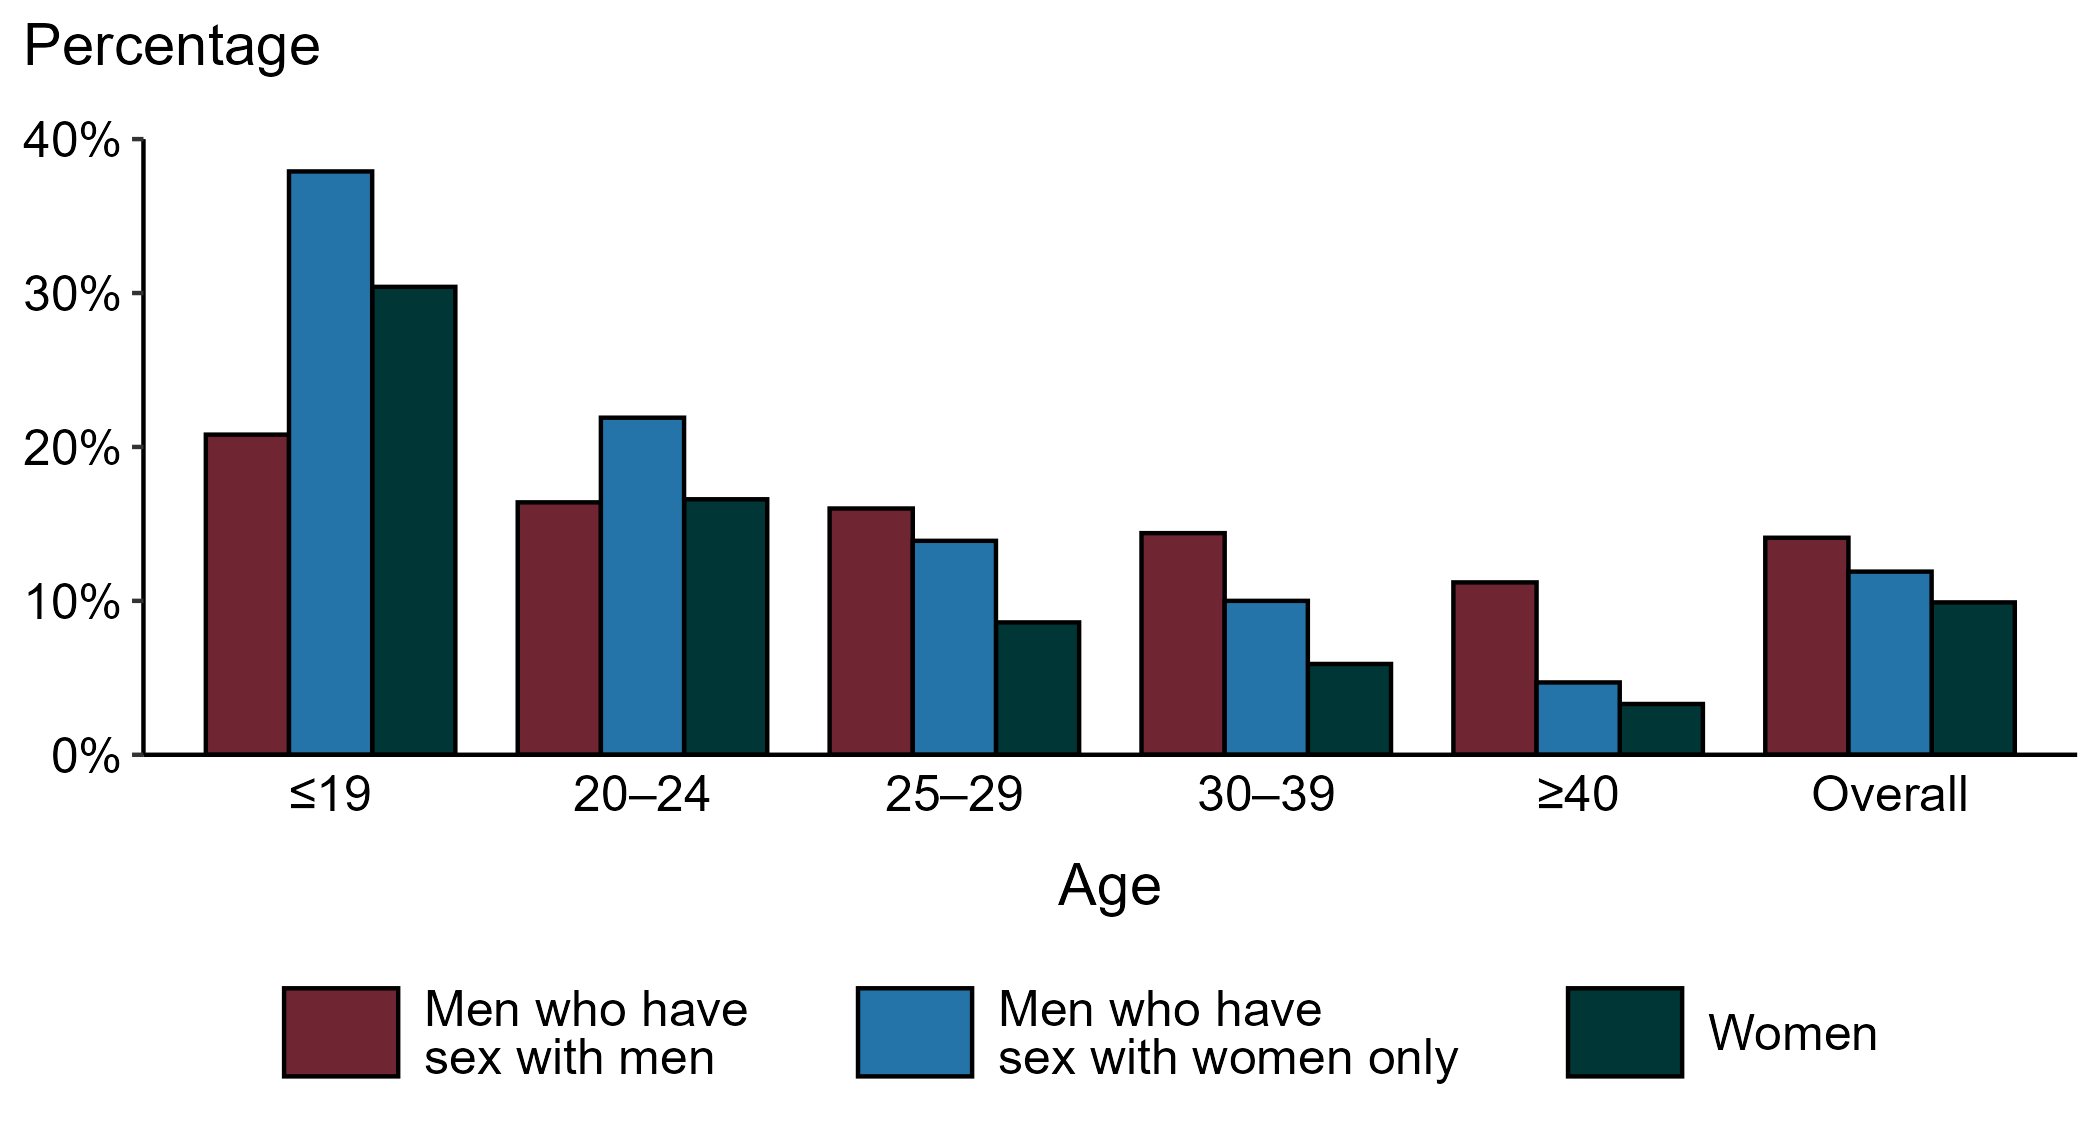 Percentage
40%
30%
20%
10%
0%
≤19
20–24
25–29
30–39
≥40
Overall
Age
Men who have
sex with men
Men who have
sex with women only
Women